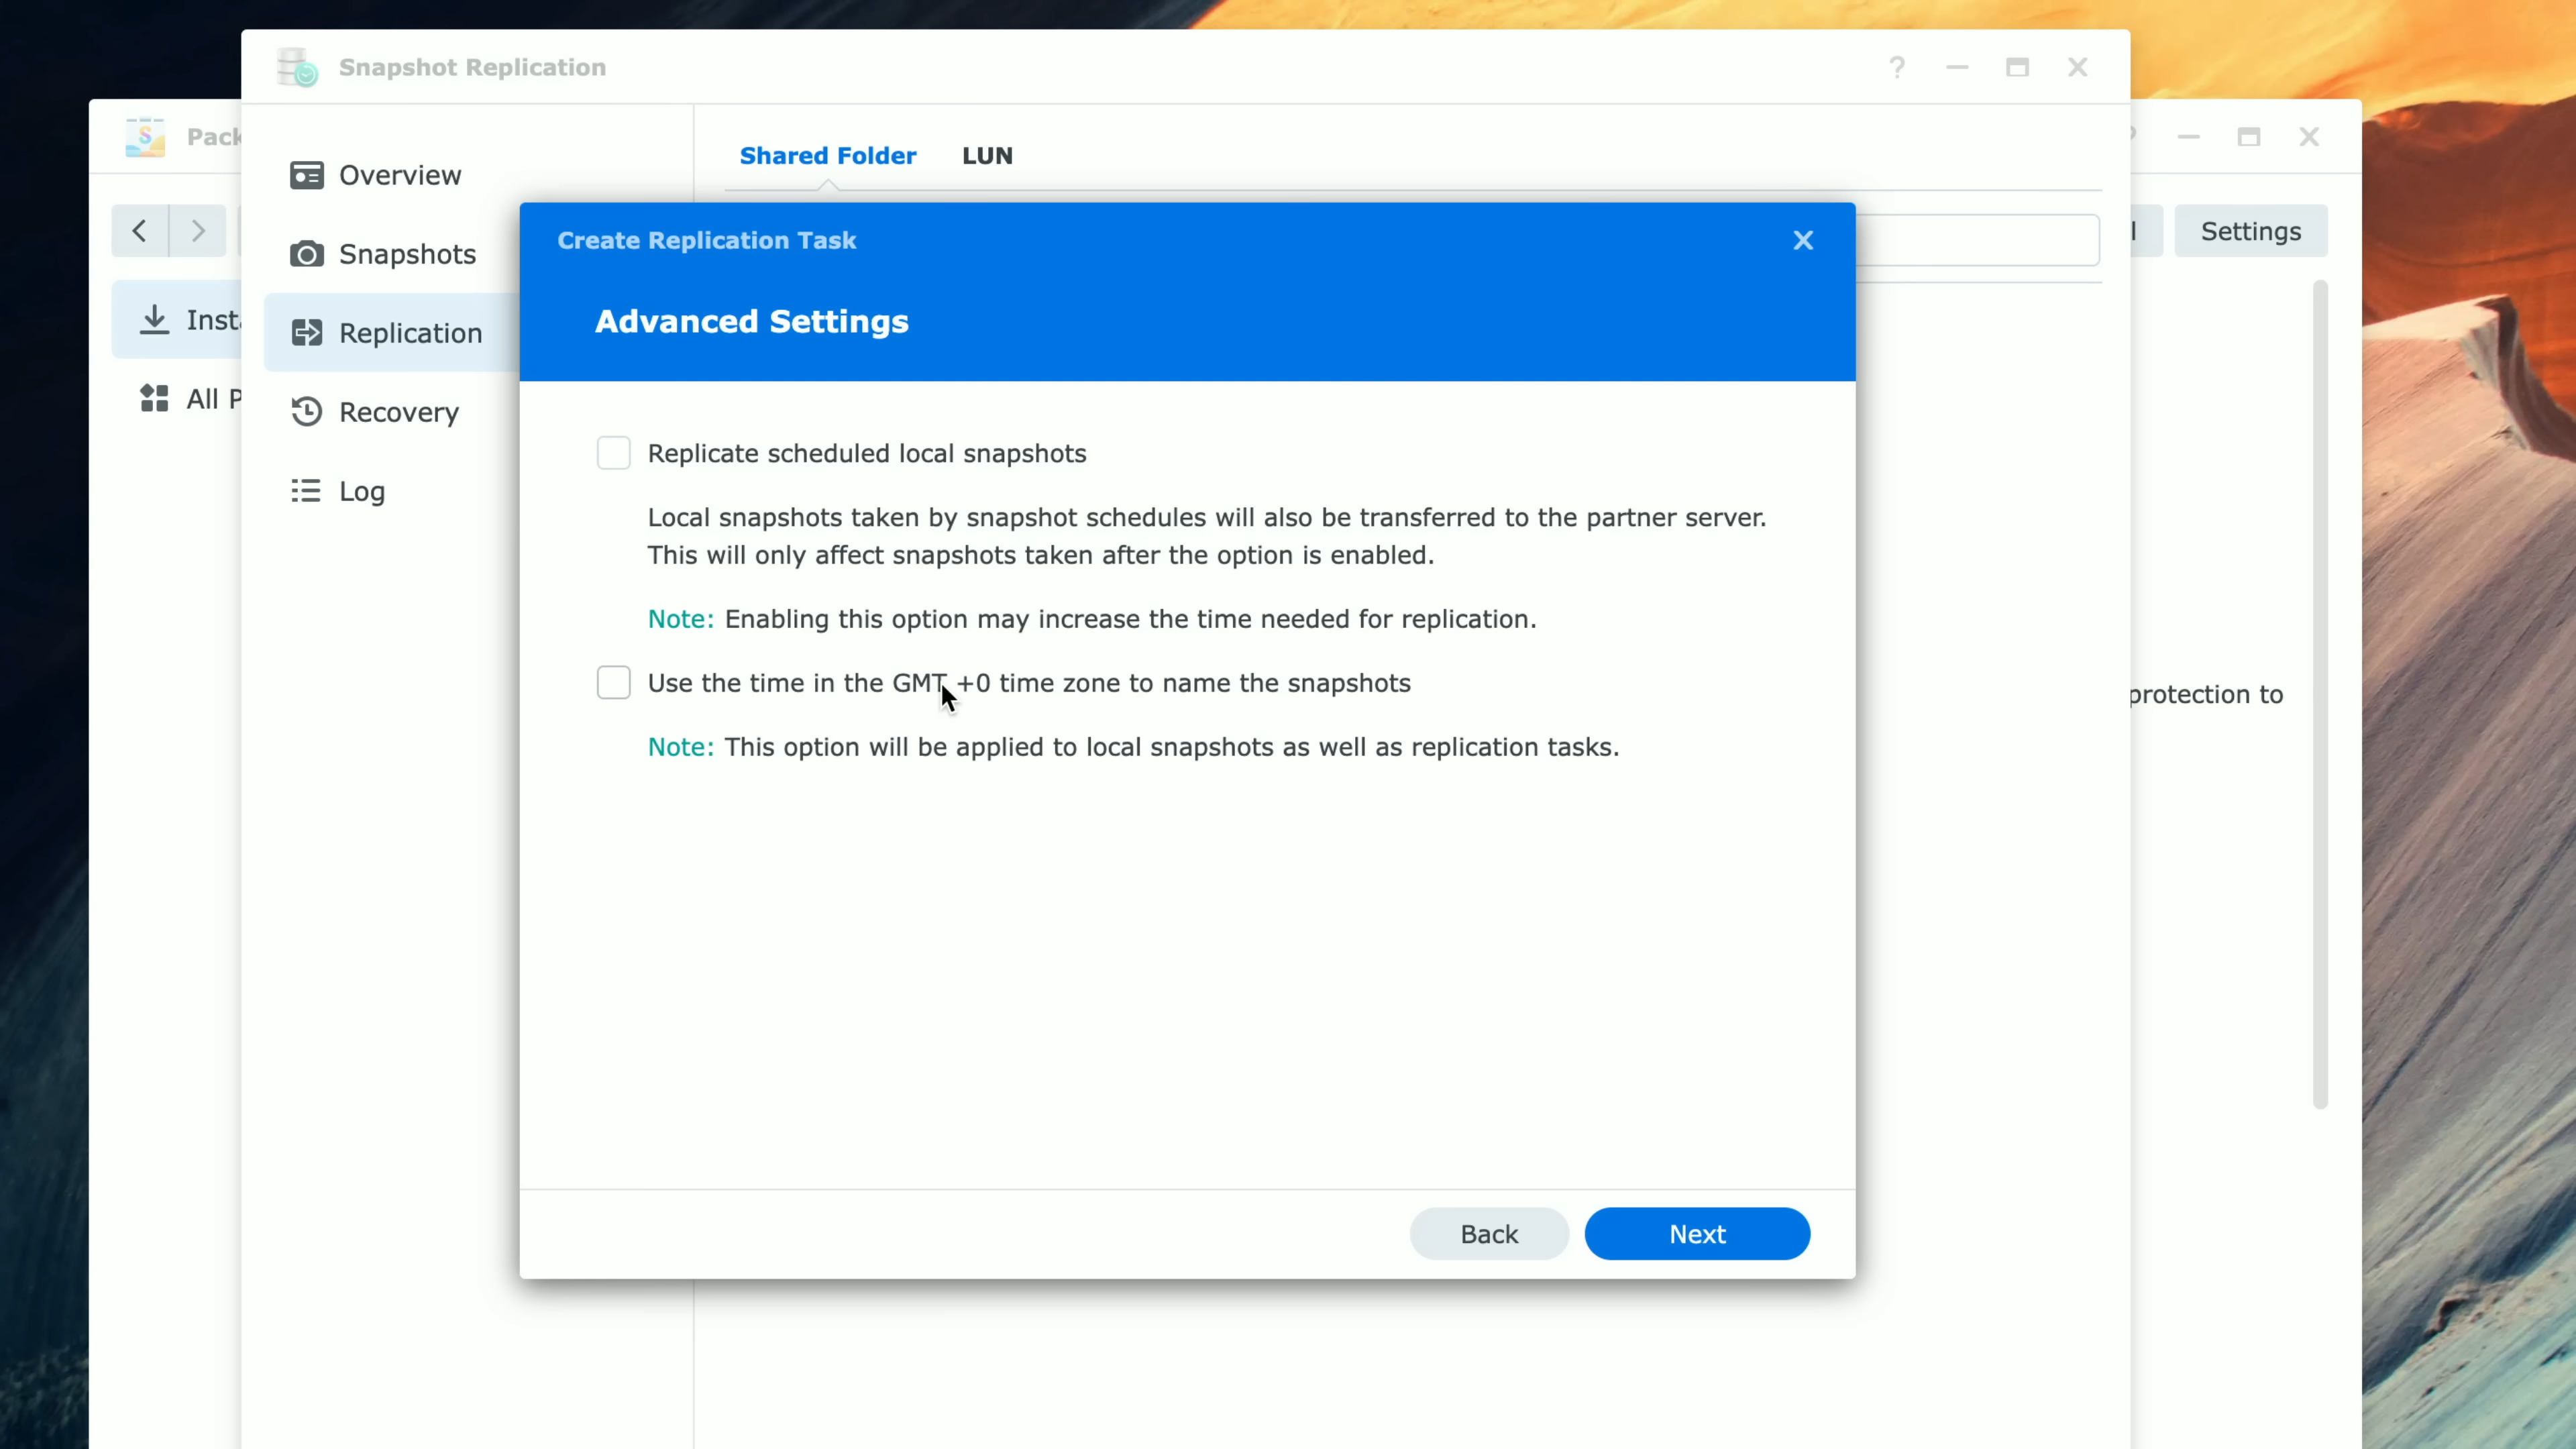 Snapshot Replication
?
Pack
Overview
Shared Folder LUN
Snapshots
Settings
Create Replication Task
Replication
Advanced Settings
All P
Recovery
Replicate scheduled local snapshots
Log
Local snapshots taken by snapshot schedules will also be transferred to the partner server.
This will only affect snapshots taken after the option is enabled.
Note: Enabling this option may increase the time needed for replication.
Use the time in the GMT +0 time zone to name the snapshots
protection to
Note: This option will be applied to local snapshots as well as replication tasks.
Back Next